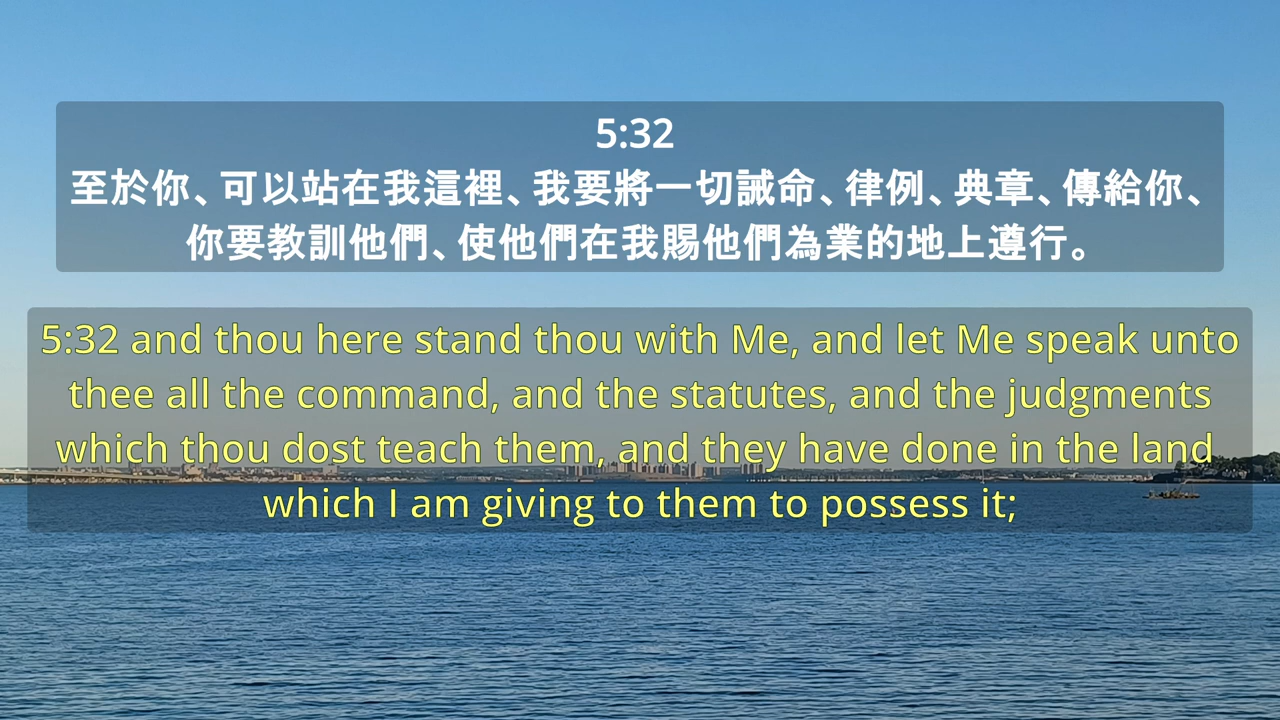 5:32
至於你、可以站在我這裡、我要將一切誡命、律例、典章、傳給你、
你要教訓他們、使他們在我賜他們為業的地上遵行。
5:32 and thou here stand thou with Me, and let Me speak unto
thee all the command, and the statutes, and the judgments
which thou dost teach them, and they have done in the land
which I am giving to them to possess it;